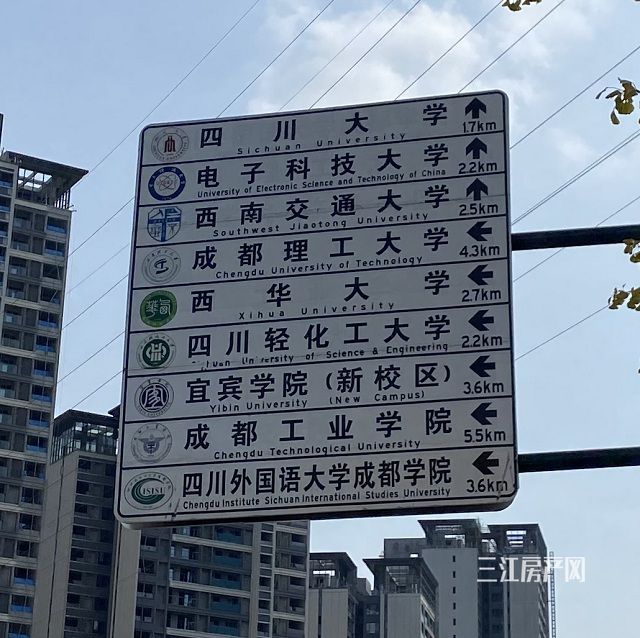 四川大学
Sichuan University
1.7km
电子科技大学
University of Electronic Science and Technology of China
2.2km
西南交通大学
Southwest Jiaotong University
2.5km
成都理工大学
Chengdu University of Technology
4.3km
西华大学
Xihua University
2.7km
四川轻化工大学
University of Science & Engineering
2.2km
宜宾学院（新校区）
Yibin University (New Campus)
3.6km
成都工业学院
Chengdu Technological University
5.5km
四川外国语大学成都学院
Chengdu Institute Sichuan International Studies University
3.6km
CISISU
三江房产网